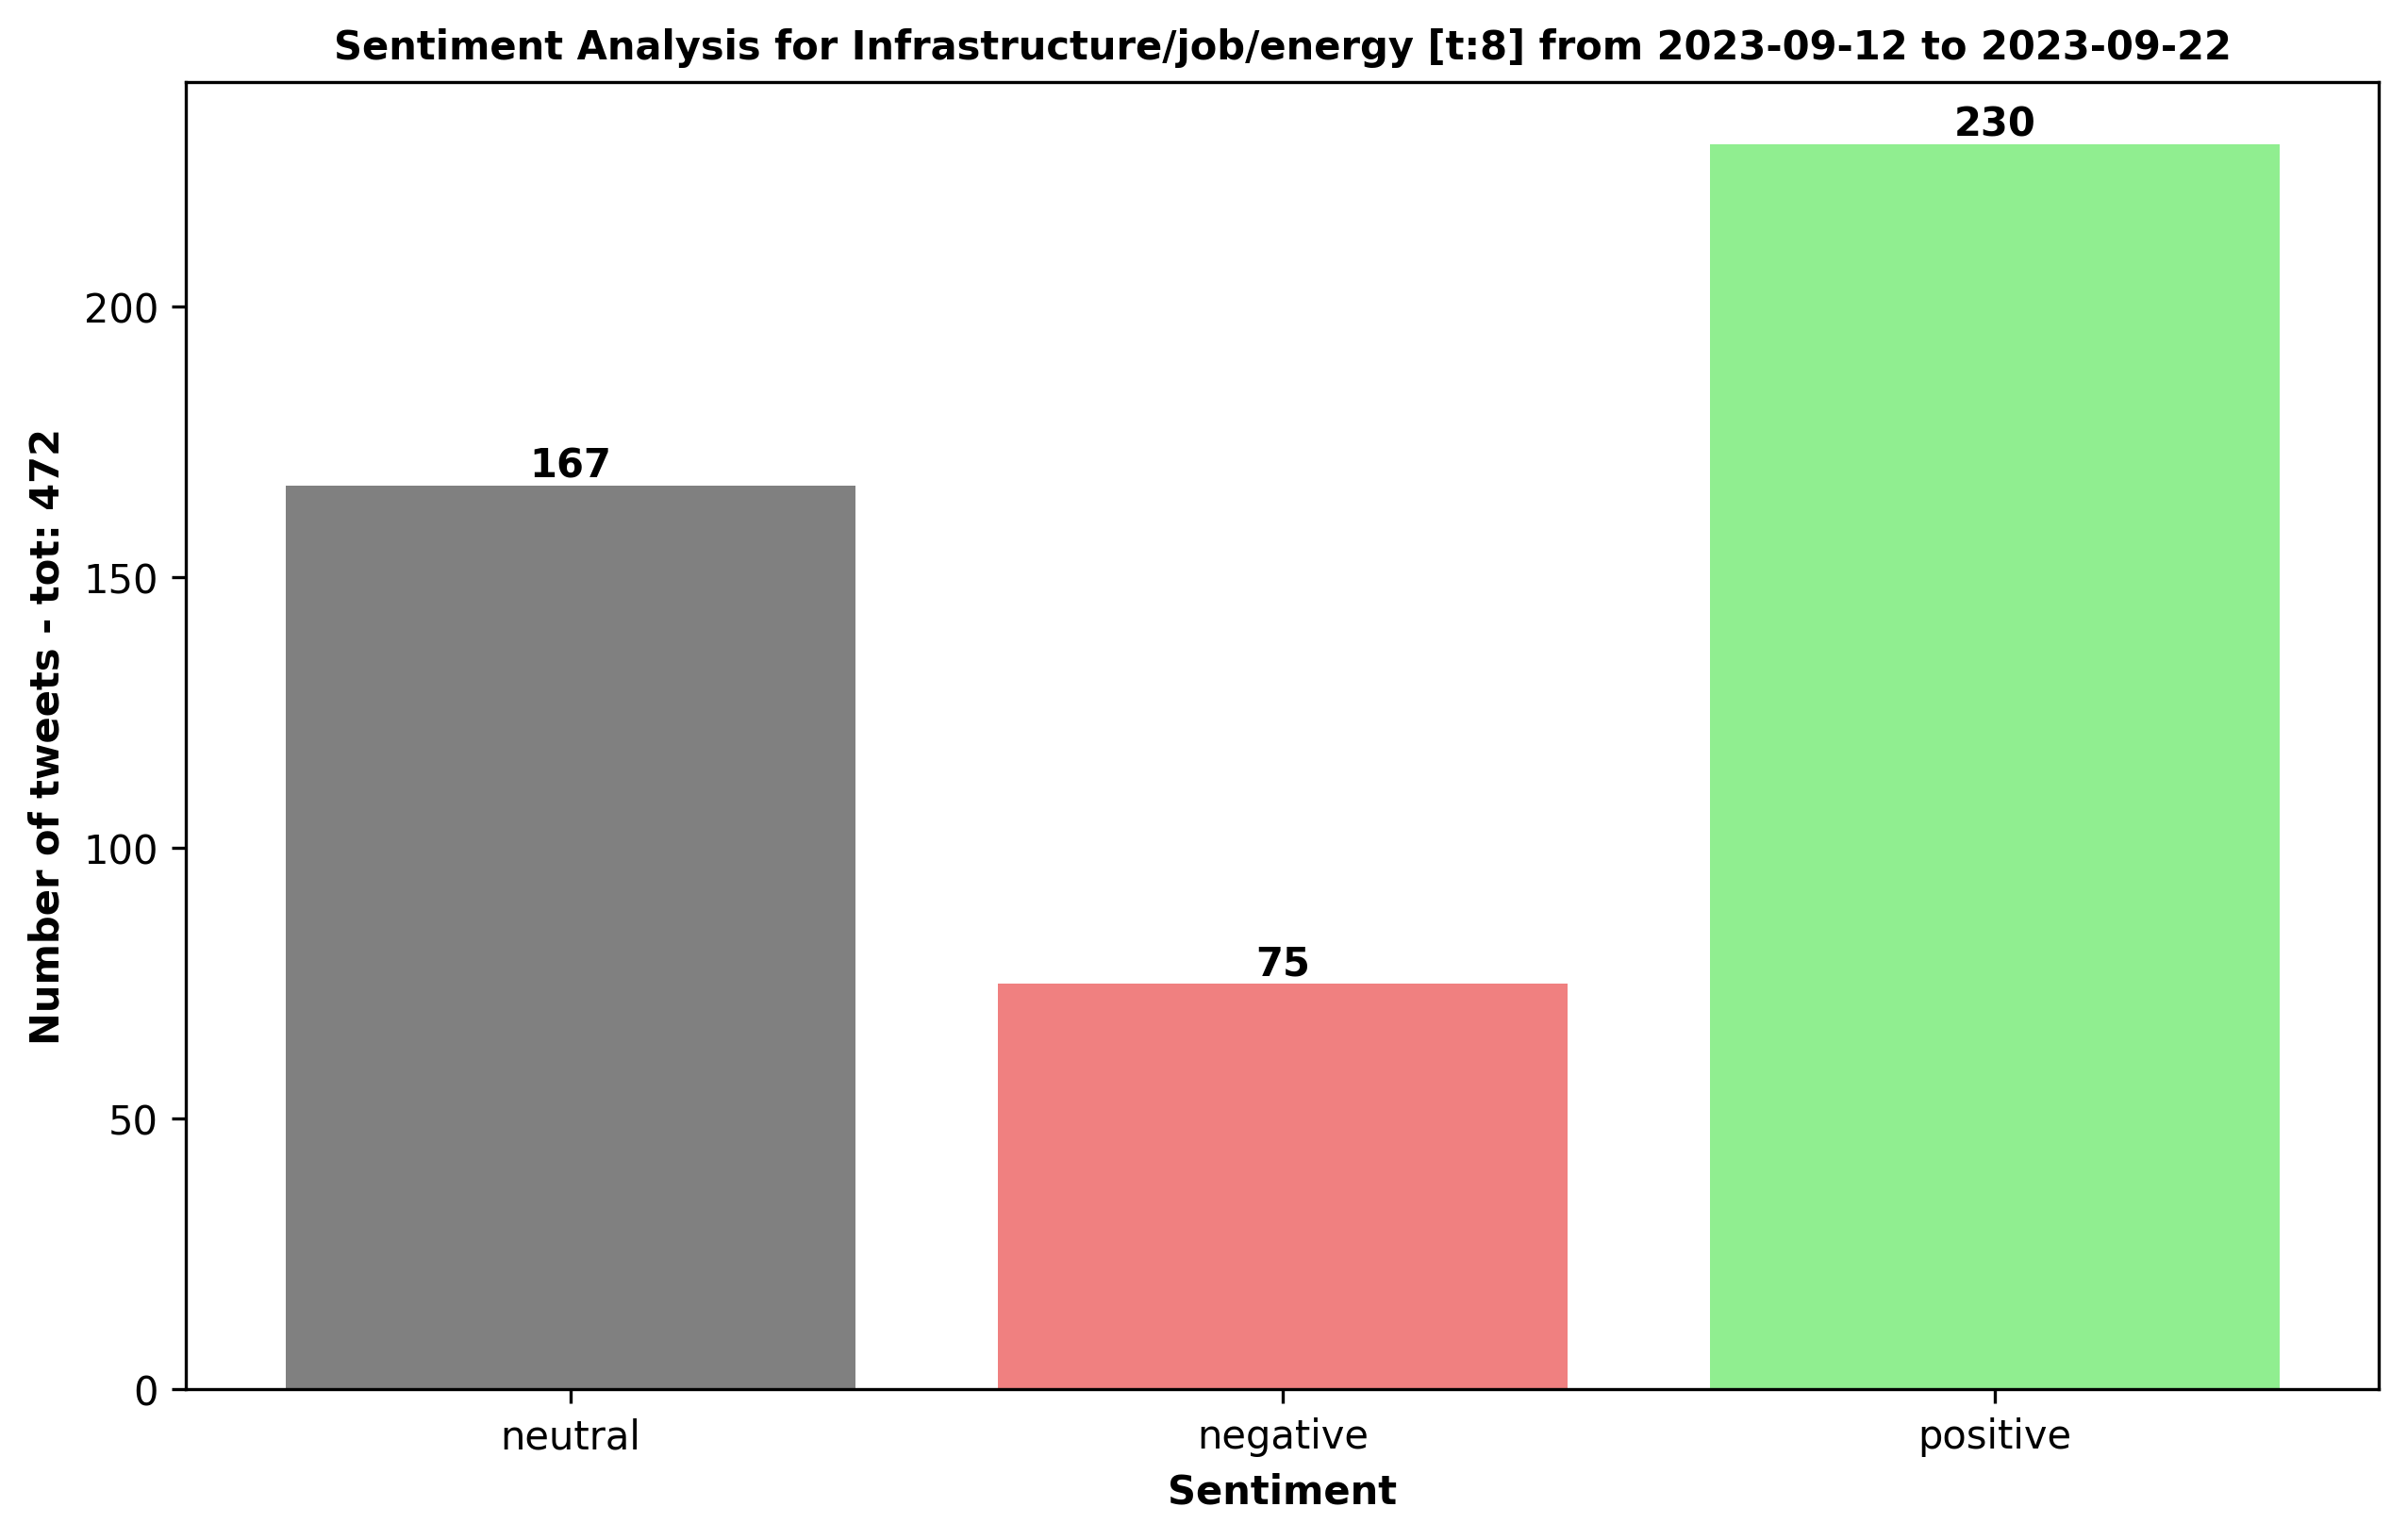 Sentiment Analysis for Infrastructure/job/energy [t:8] from 2023-09-12 to 2023-09-22
Number of tweets - tot: 472
200
150
100
50
0
167
75
230
neutral
negative
positive
Sentiment